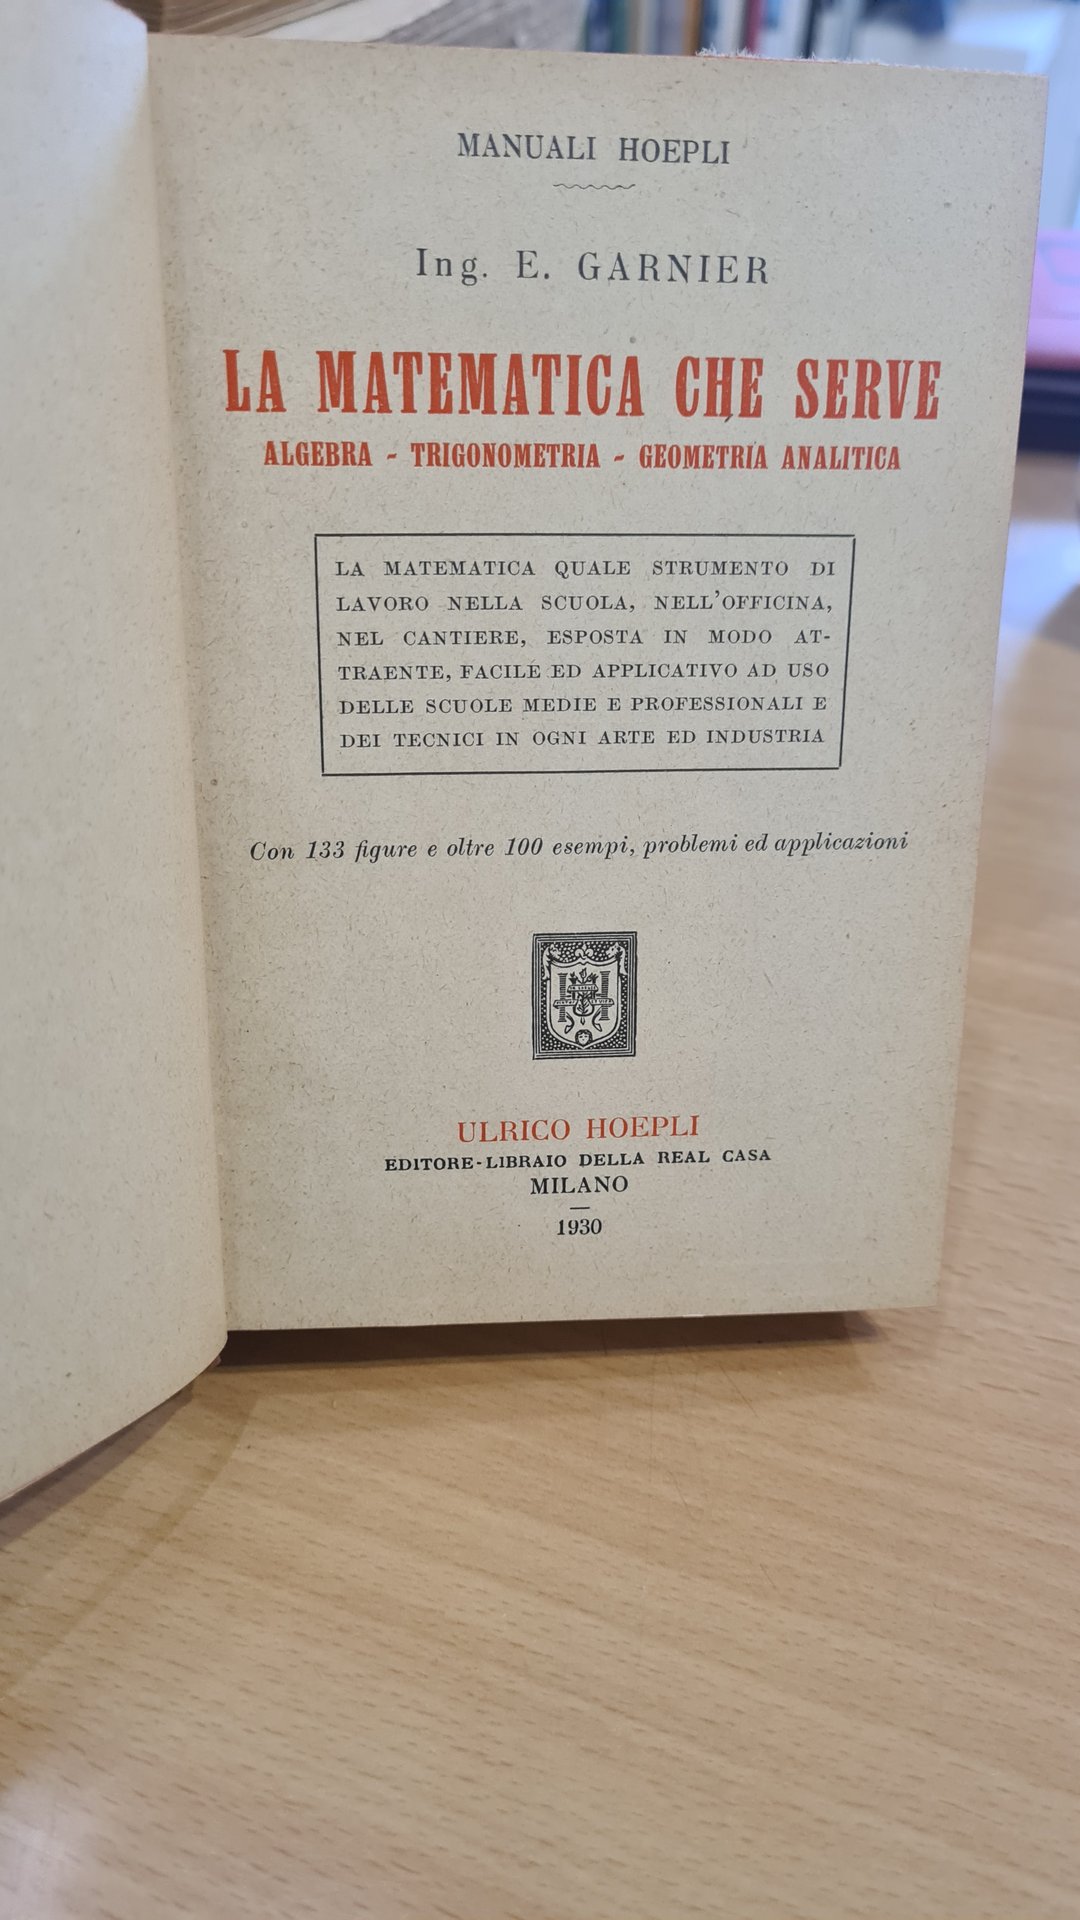 MANUALI HOEPLI
Ing. E. GARNIER
LA MATEMATICA CHE SERVE
ALGEBRA - TRIGONOMETRIA - GEOMETRIA ANALITICA
LA MATEMATICA QUALE STRUMENTO DI
LAVORO NELLA SCUOLA, NELL'OFFICINA,
NEL CANTIERE, ESPOSTA IN MODO AT-
TRAENTE, FACILE ED APPLICATIVO AD USO
DELLE SCUOLE MEDIE E PROFESSIONALI E
DEI TECNICI IN OGNI ARTE ED INDUSTRIA
Con 133 figure e oltre 100 esempi, problemi ed applicazioni
ULRICO HOEPLI
EDITORE-LIBRAIO DELLA REAL CASA
MILANO
1930